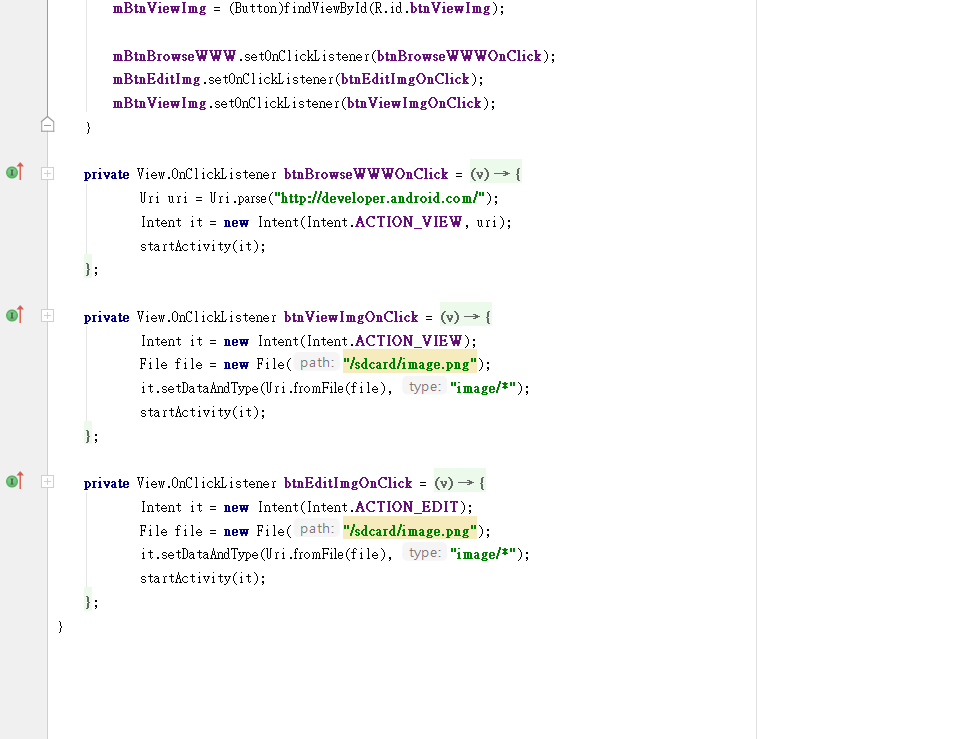 mBtnViewImg = (Button)findViewById(R.id.btnViewImg);
mBtnBrowseWWW.setOnClickListener(btnBrowseWWWOnClick);
mBtnEditImg.setOnClickListener(btnEditImgOnClick);
mBtnViewImg.setOnClickListener(btnViewImgOnClick);
}
private View.OnClickListener btnBrowseWWWOnClick = (v) → {
Uri uri = Uri.parse("http://developer.android.com/");
Intent it = new Intent(Intent.ACTION_VIEW, uri);
startActivity(it);
};
private View.OnClickListener btnViewImgOnClick = (v) → {
Intent it = new Intent(Intent.ACTION_VIEW);
File file = new File( path: "/sdcard/image.png");
it.setDataAndType(Uri.fromFile(file), type: "image/*");
startActivity(it);
};
private View.OnClickListener btnEditImgOnClick = (v) → {
Intent it = new Intent(Intent.ACTION_EDIT);
File file = new File( path: "/sdcard/image.png");
it.setDataAndType(Uri.fromFile(file), type: "image/*");
startActivity(it);
};
}